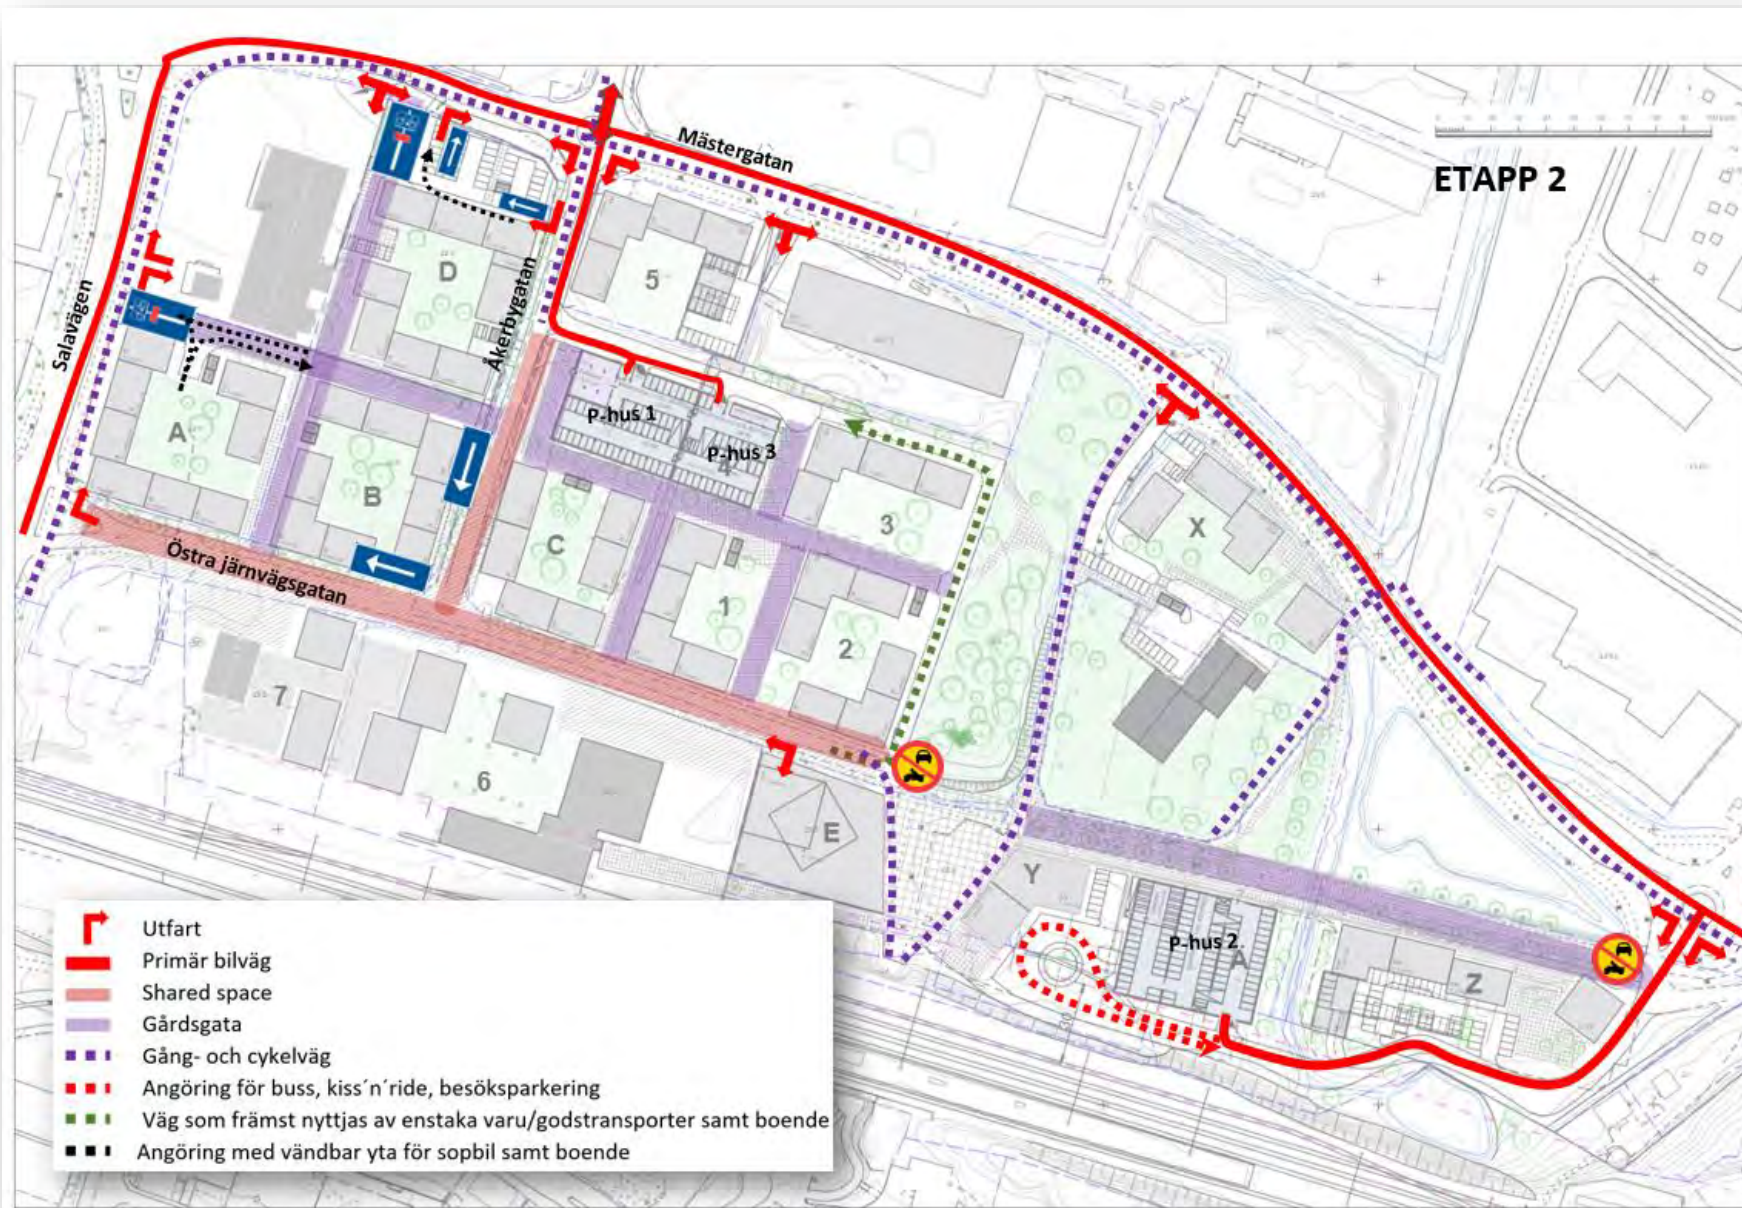 ETAPP 2
Mästergatan
Salavägen
Åkerbygatan
Östra järnvägsgatan
D
5
A
B
C
P-hus 1
P-hus 3
4
3
1
2
X
7
6
E
Y
P-hus 2
A
Z
Utfart
Primär bilväg
Shared space
Gårdsgata
Gång- och cykelväg
Angöring för buss, kiss´n´ride, besöksparkering
Väg som främst nyttjas av enstaka varu/godstransporter samt boende
Angöring med vändbar yta för sopbil samt boende